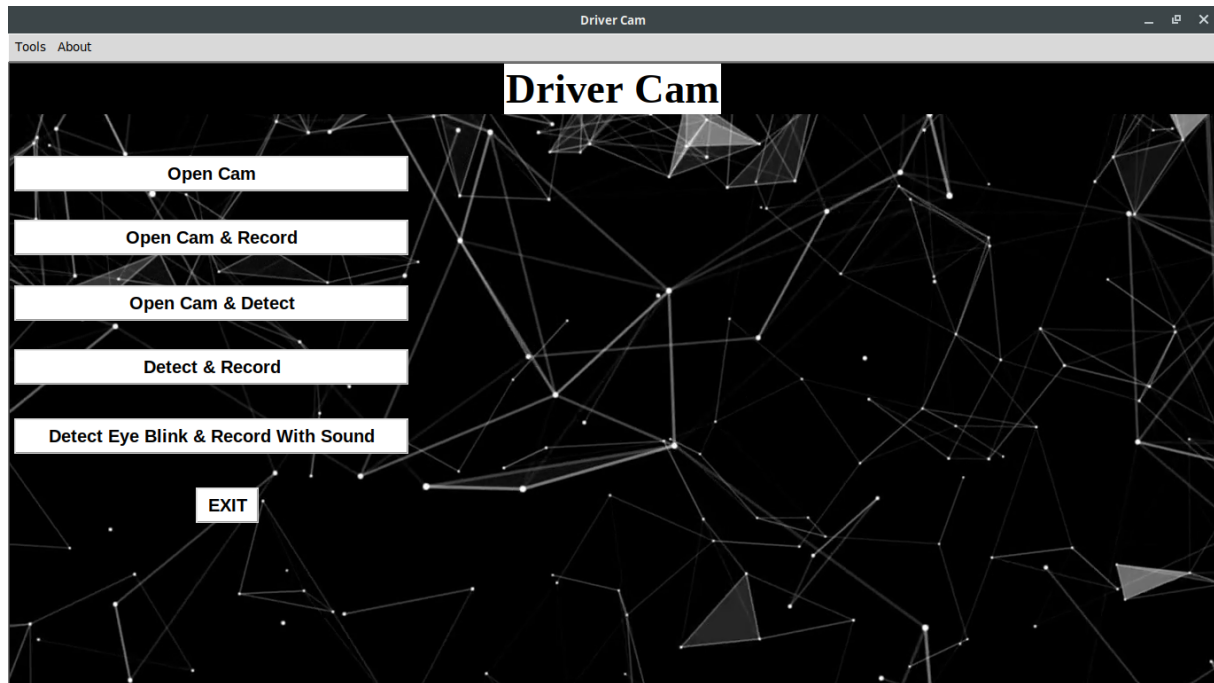 Driver Cam
Tools About
Driver Cam
Open Cam
Open Cam & Record
Open Cam & Detect
Detect & Record
Detect Eye Blink & Record With Sound
EXIT